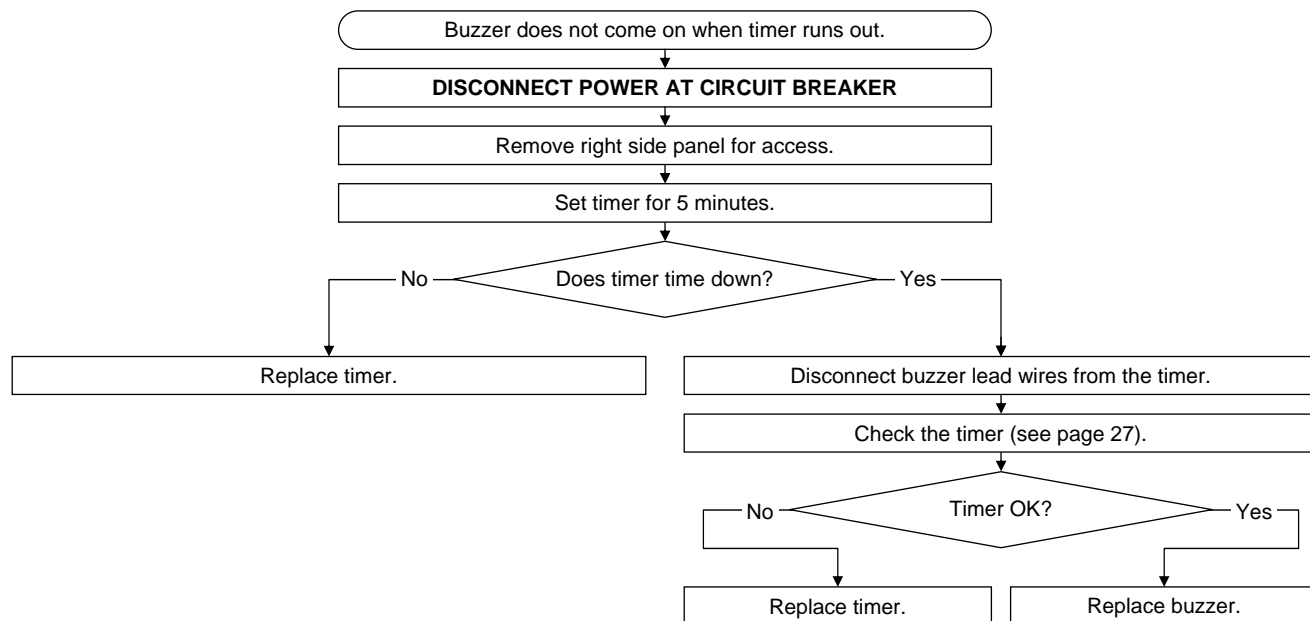 Buzzer does not come on when timer runs out.
DISCONNECT POWER AT CIRCUIT BREAKER
Remove right side panel for access.
Set timer for 5 minutes.
No
Does timer time down?
Yes
Replace timer.
Disconnect buzzer lead wires from the timer.
Check the timer (see page 27).
No
Timer OK?
Yes
Replace timer.
Replace buzzer.